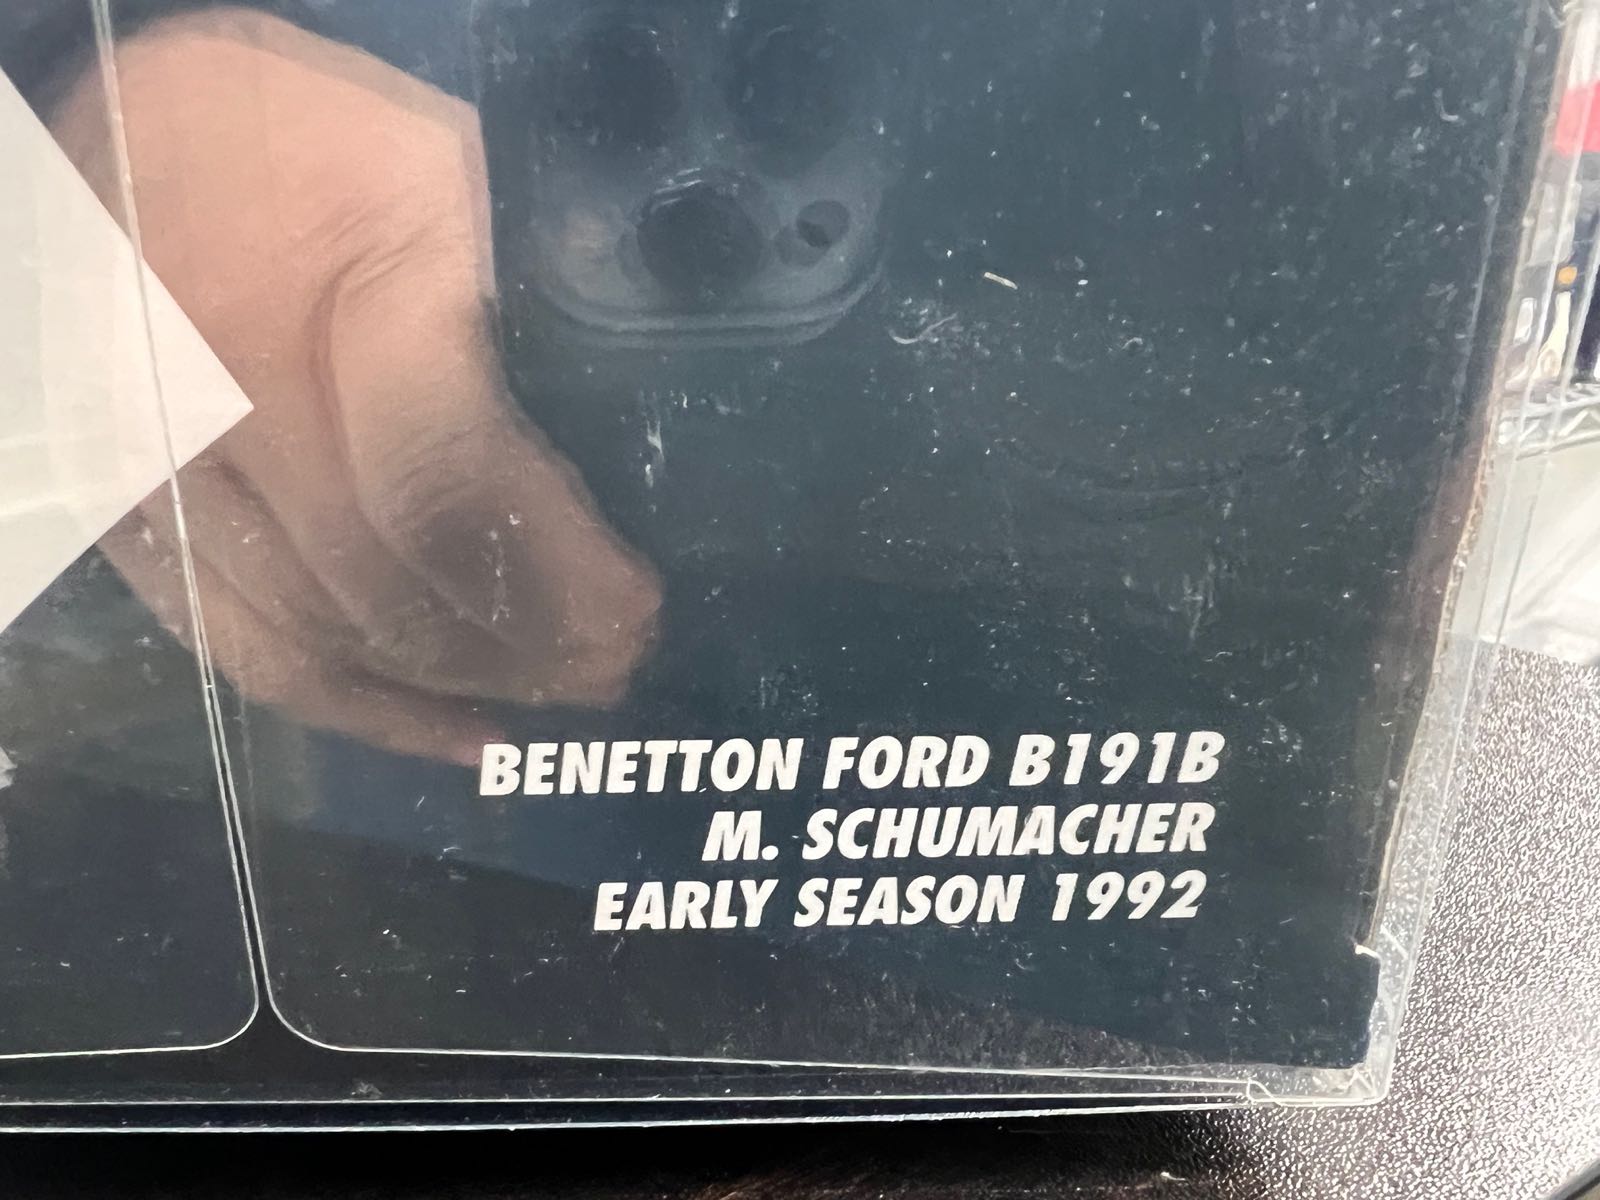 BENETTON FORD B191B
M. SCHUMACHER
EARLY SEASON 1992